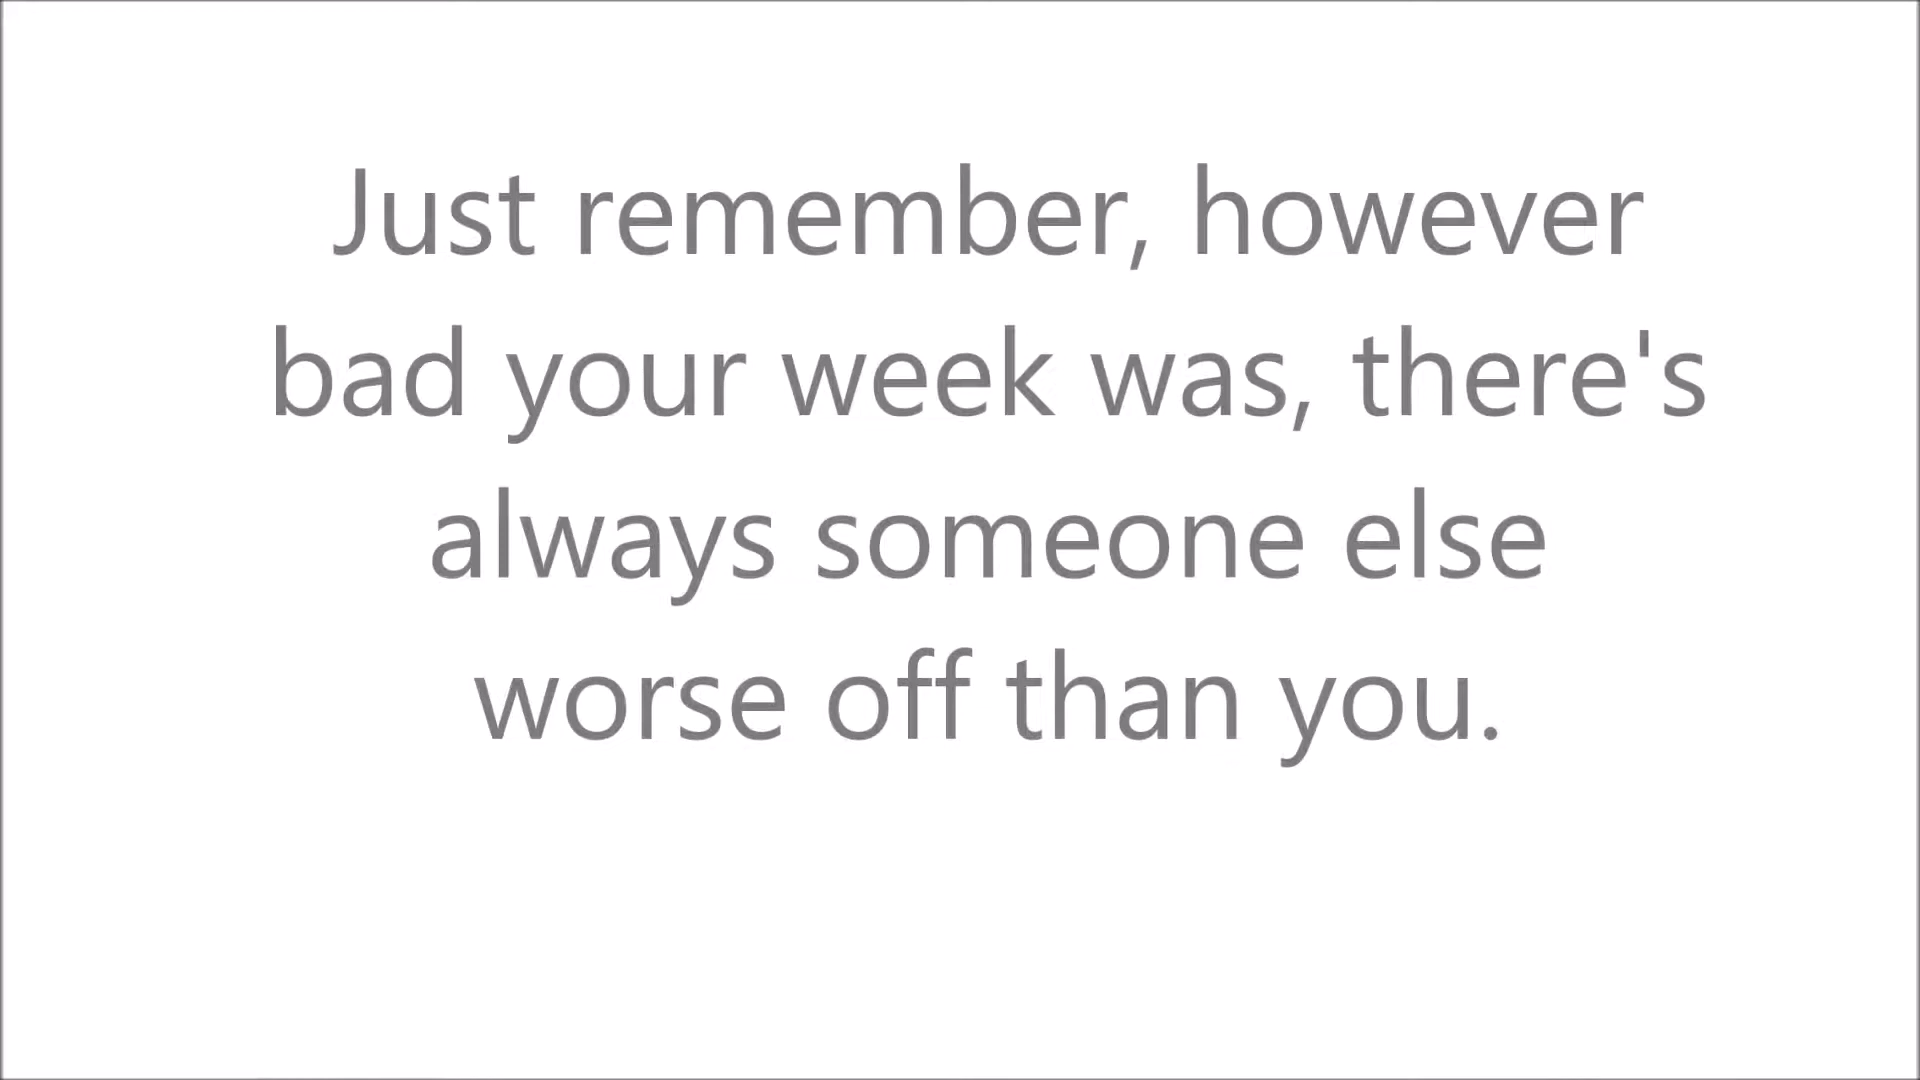 Just remember, however
bad your week was, there's
always someone else
worse off than you.